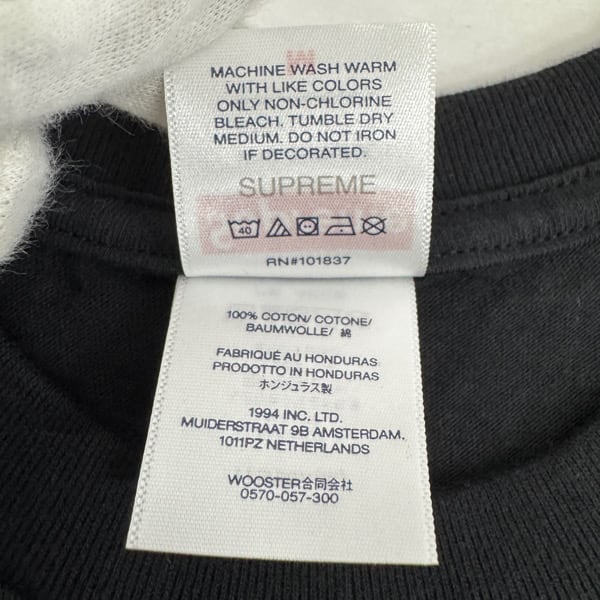 MACHINE WASH WARM
WITH LIKE COLORS
ONLY NON-CHLORINE
BLEACH. TUMBLE DRY
MEDIUM. DO NOT IRON
IF DECORATED.
SUPREME
40
RN#101837
100% COTON/ COTONE/
BAUMWOLLE/ 綿
FABRIQUÉ AU HONDURAS
PRODOTTO IN HONDURAS
ホンジュラス製
1994 INC. LTD.
MUIDERSTRAAT 9B AMSTERDAM.
1011PZ NETHERLANDS
WOOSTER合同会社
0570-057-300